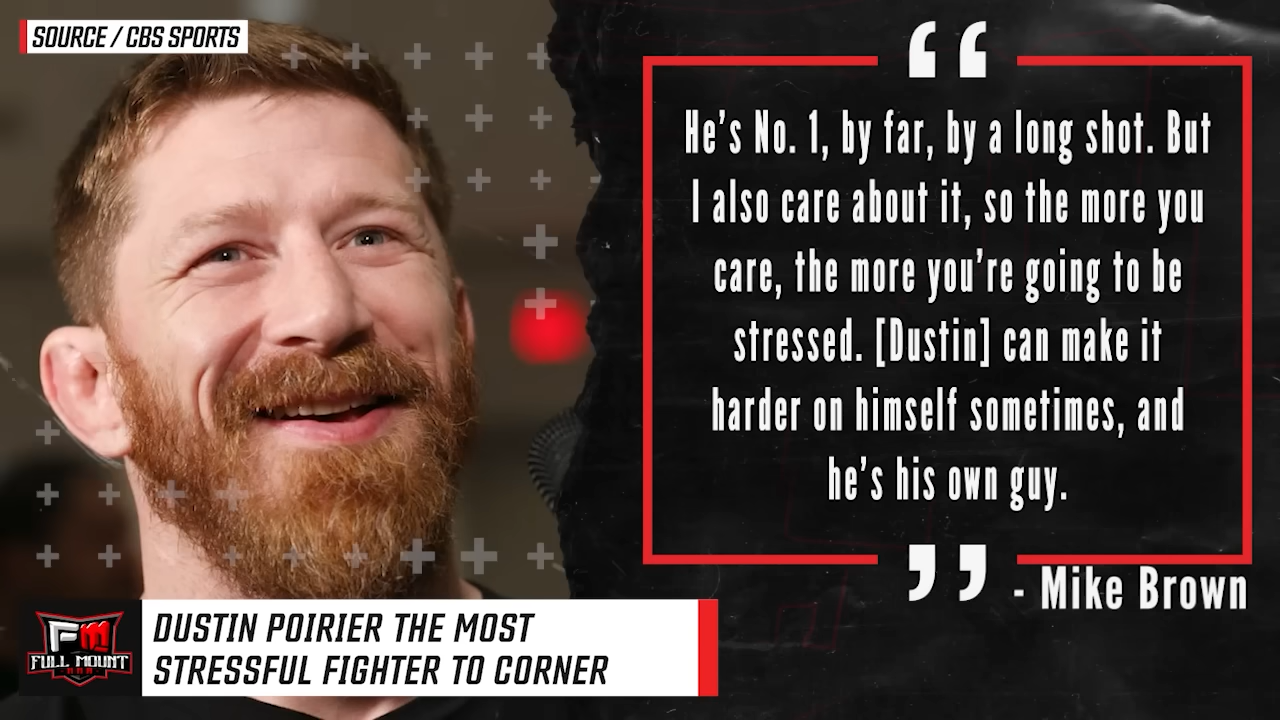 SOURCE / CBS SPORTS
“
He’s No. 1, by far, by a long shot. But
I also care about it, so the more you
care, the more you’re going to be
stressed. [Dustin] can make it
harder on himself sometimes, and
he’s his own guy.
”
- Mike Brown
DUSTIN POIRIER THE MOST
STRESSFUL FIGHTER TO CORNER
FM
FULL MOUNT